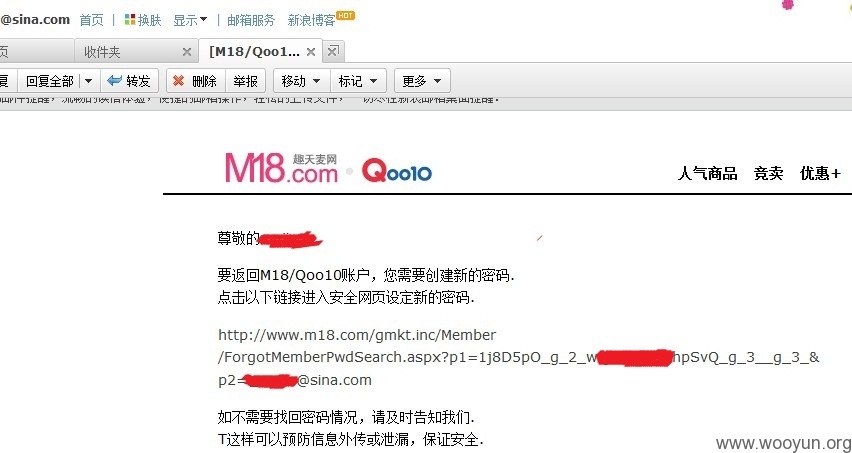 @sina.com 首页 | 换肤 显示 | 邮箱服务 新浪博客 HOT
页 收件夹 [M18/Qoo1...
复 回复全部 转发 删除 举报 移动 标记 更多
M18.com 趣天麦网 Qoo10
人气商品 竞卖 优惠+
尊敬的
要返回M18/Qoo10账户，您需要创建新的密码.
点击以下链接进入安全网页设定新的密码.
http://www.m18.com/gmkt.inc/Member
/ForgotMemberPwdSearch.aspx?p1=1j8D5pO_g_2_w hpSvQ_g_3__g_3_&
p2= @sina.com
如不需要找回密码情况，请及时告知我们.
T这样可以预防信息外传或泄漏，保证安全.
www.wooyun.org